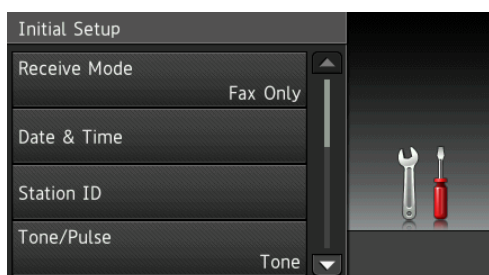 Initial Setup
Receive Mode
Fax Only
Date & Time
Station ID
Tone/Pulse
Tone